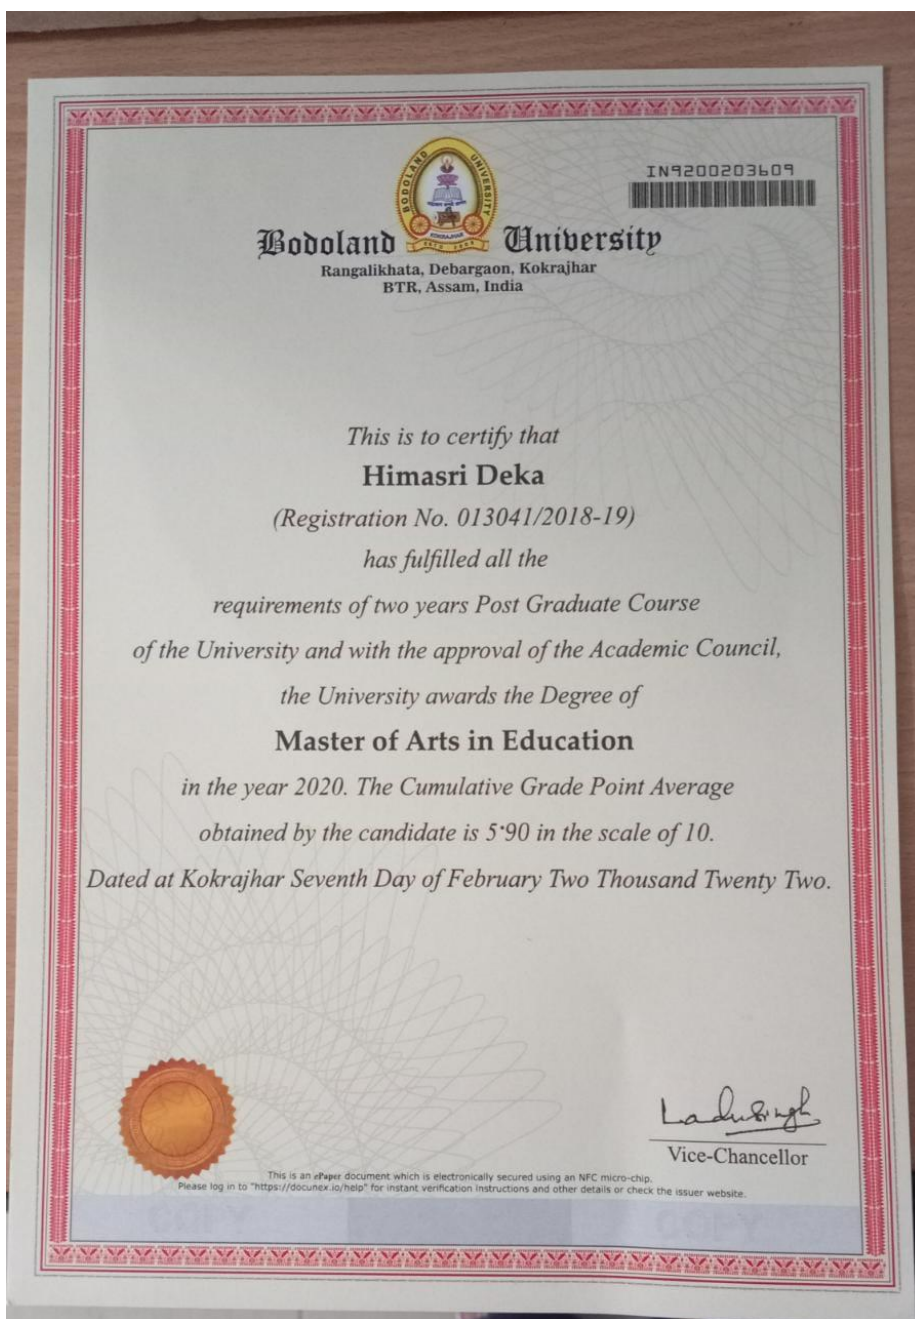 IN9200203609
BODOLAND UNIVERSITY
KOKRAJHAR
Bodoland University
Rangalikhata, Debargaon, Kokrajhar
BTR, Assam, India
This is to certify that
Himasri Deka
(Registration No. 013041/2018-19)
has fulfilled all the
requirements of two years Post Graduate Course
of the University and with the approval of the Academic Council,
the University awards the Degree of
Master of Arts in Education
in the year 2020. The Cumulative Grade Point Average
obtained by the candidate is 5·90 in the scale of 10.
Dated at Kokrajhar Seventh Day of February Two Thousand Twenty Two.
Ladusingh
Vice-Chancellor
This is an ePaper document which is electronically secured using an NFC micro-chip.
Please log in to "https://docunex.io/help" for instant verification instructions and other details or check the issuer website.